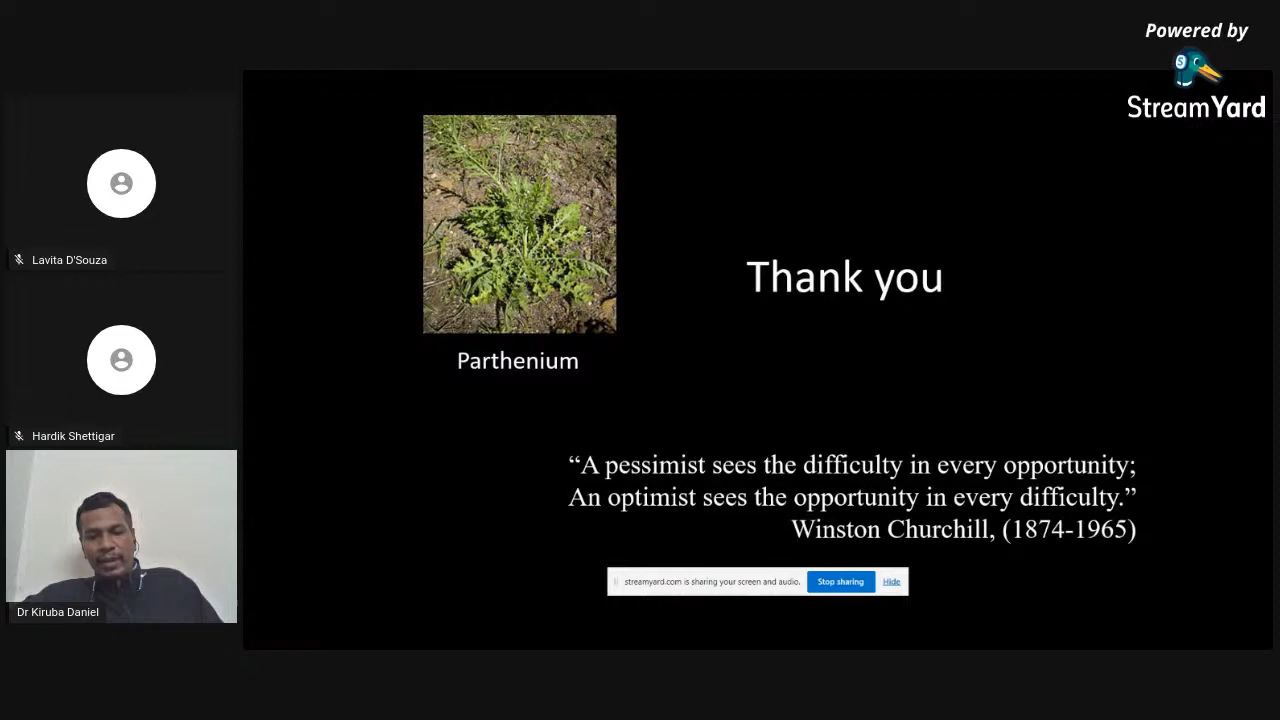 Powered by
StreamYard
Lavita D'Souza
Hardik Shettigar
Dr Kiruba Daniel
Parthenium
Thank you
“A pessimist sees the difficulty in every opportunity;
An optimist sees the opportunity in every difficulty.”
Winston Churchill, (1874-1965)
streamyard.com is sharing your screen and audio. Stop sharing Hide